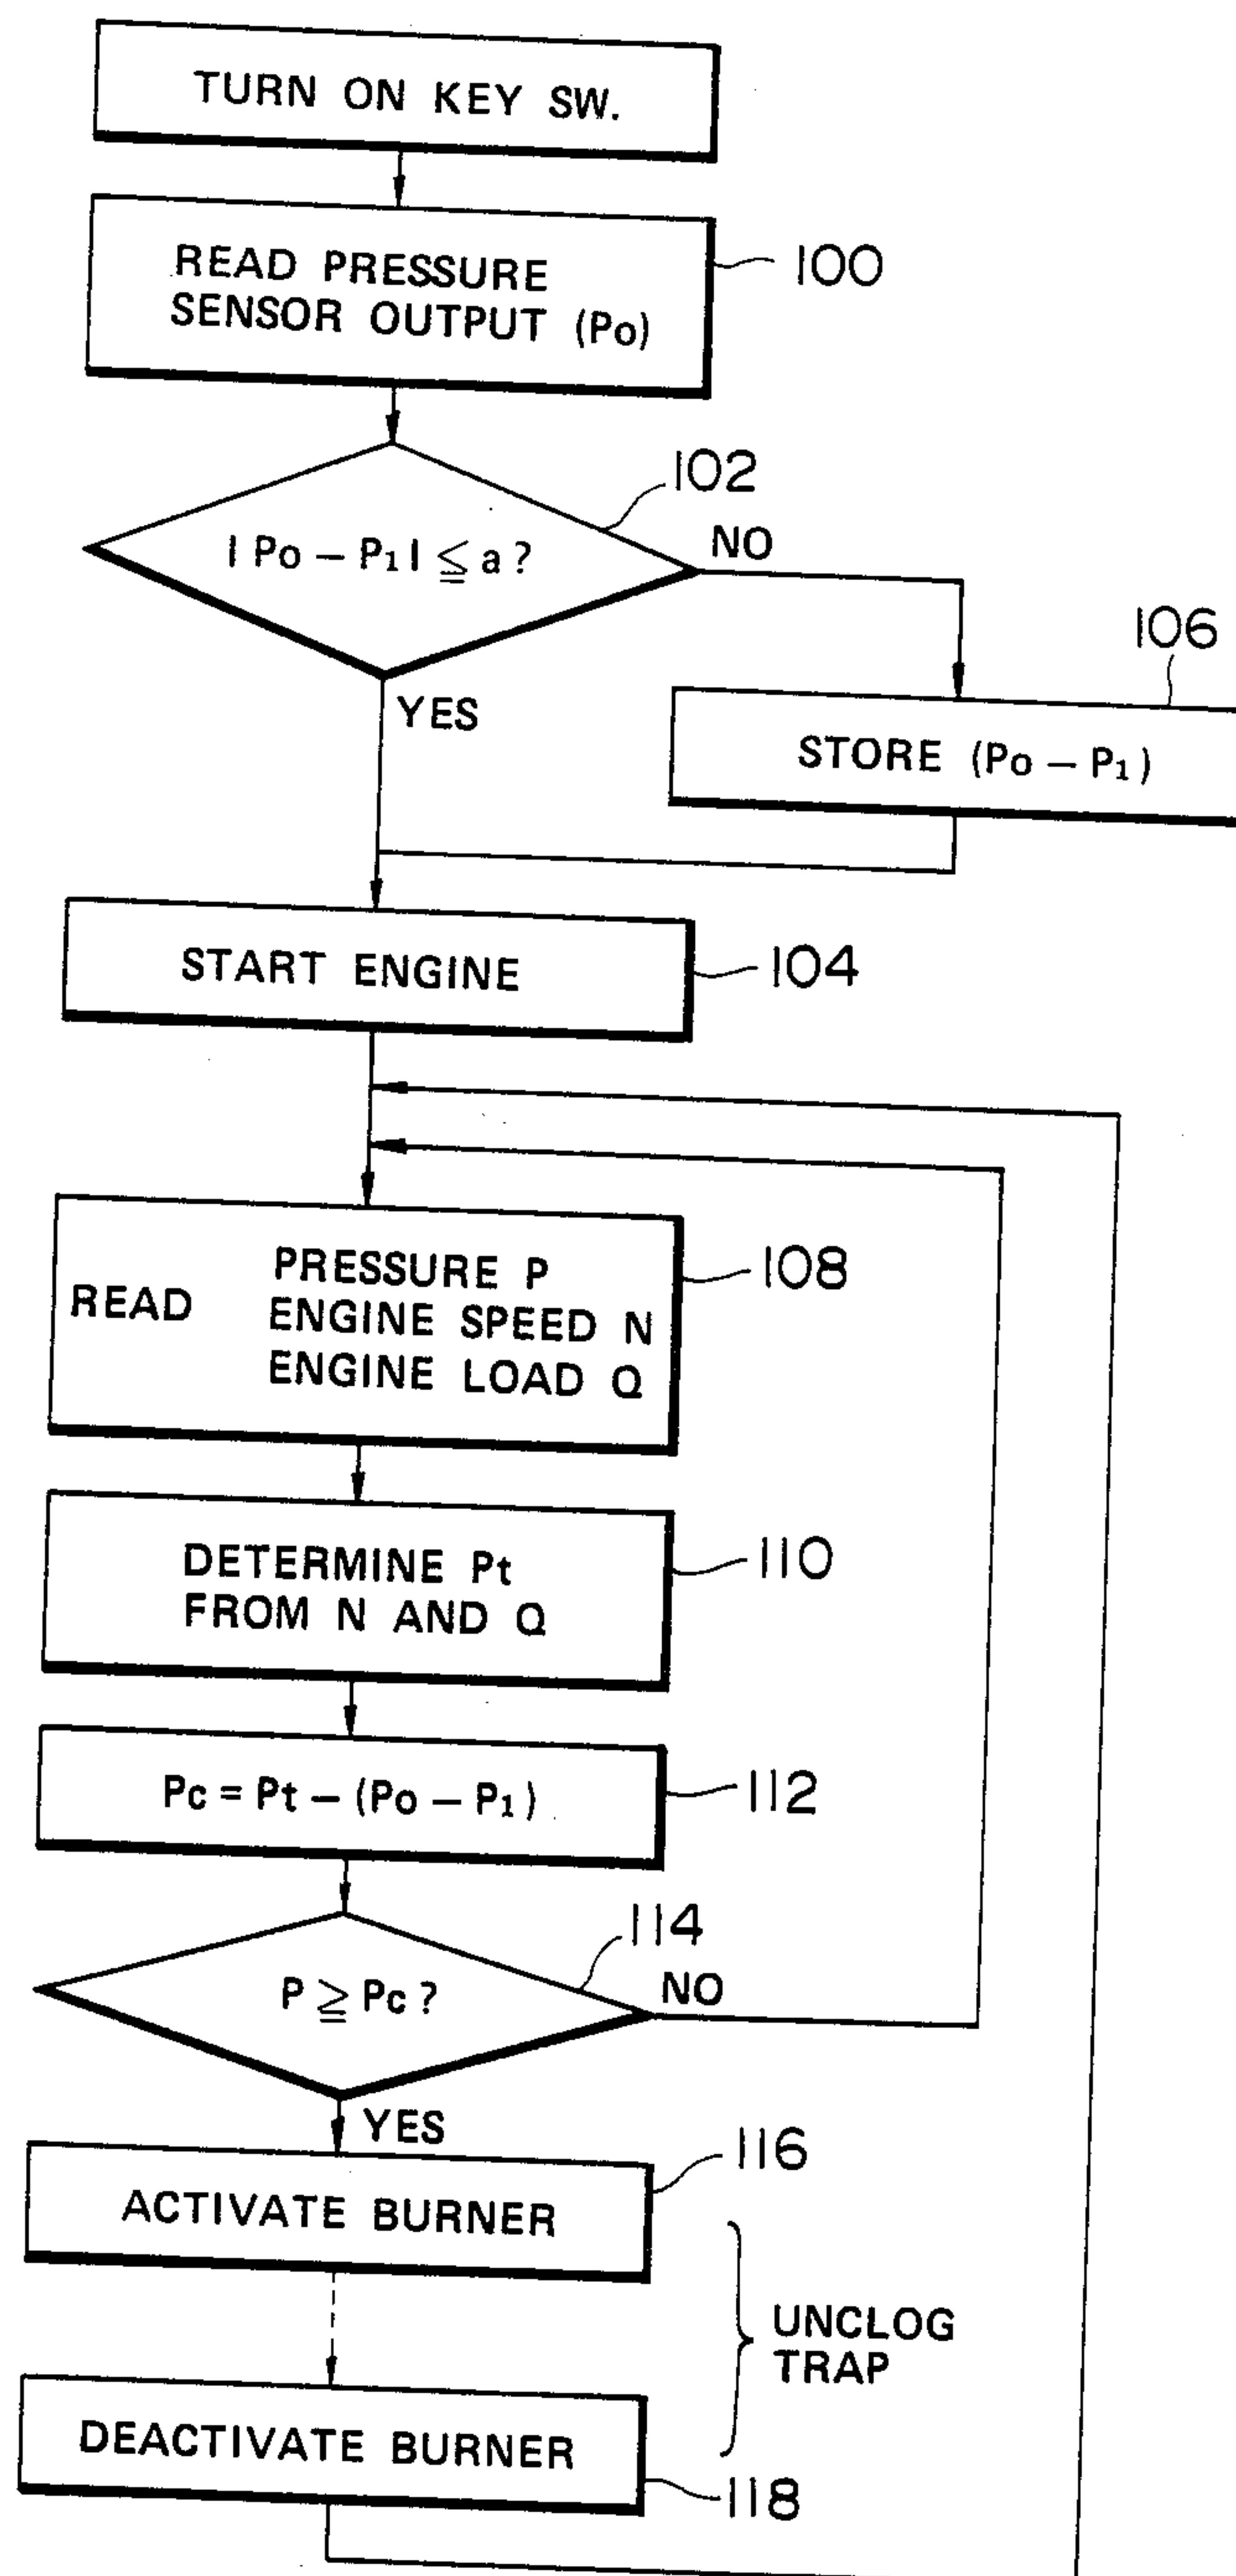 TURN ON KEY SW.
READ PRESSURE
SENSOR OUTPUT (Po)
100
102
| Po – P₁ | ≦ a ?
NO
YES
106
STORE (Po – P₁)
START ENGINE
104
READ
PRESSURE P
ENGINE SPEED N
ENGINE LOAD Q
108
DETERMINE Pt
FROM N AND Q
110
Pc = Pt – (Po – P₁)
112
114
P ≧ Pc ?
NO
YES
116
ACTIVATE BURNER
UNCLOG
TRAP
DEACTIVATE BURNER
118